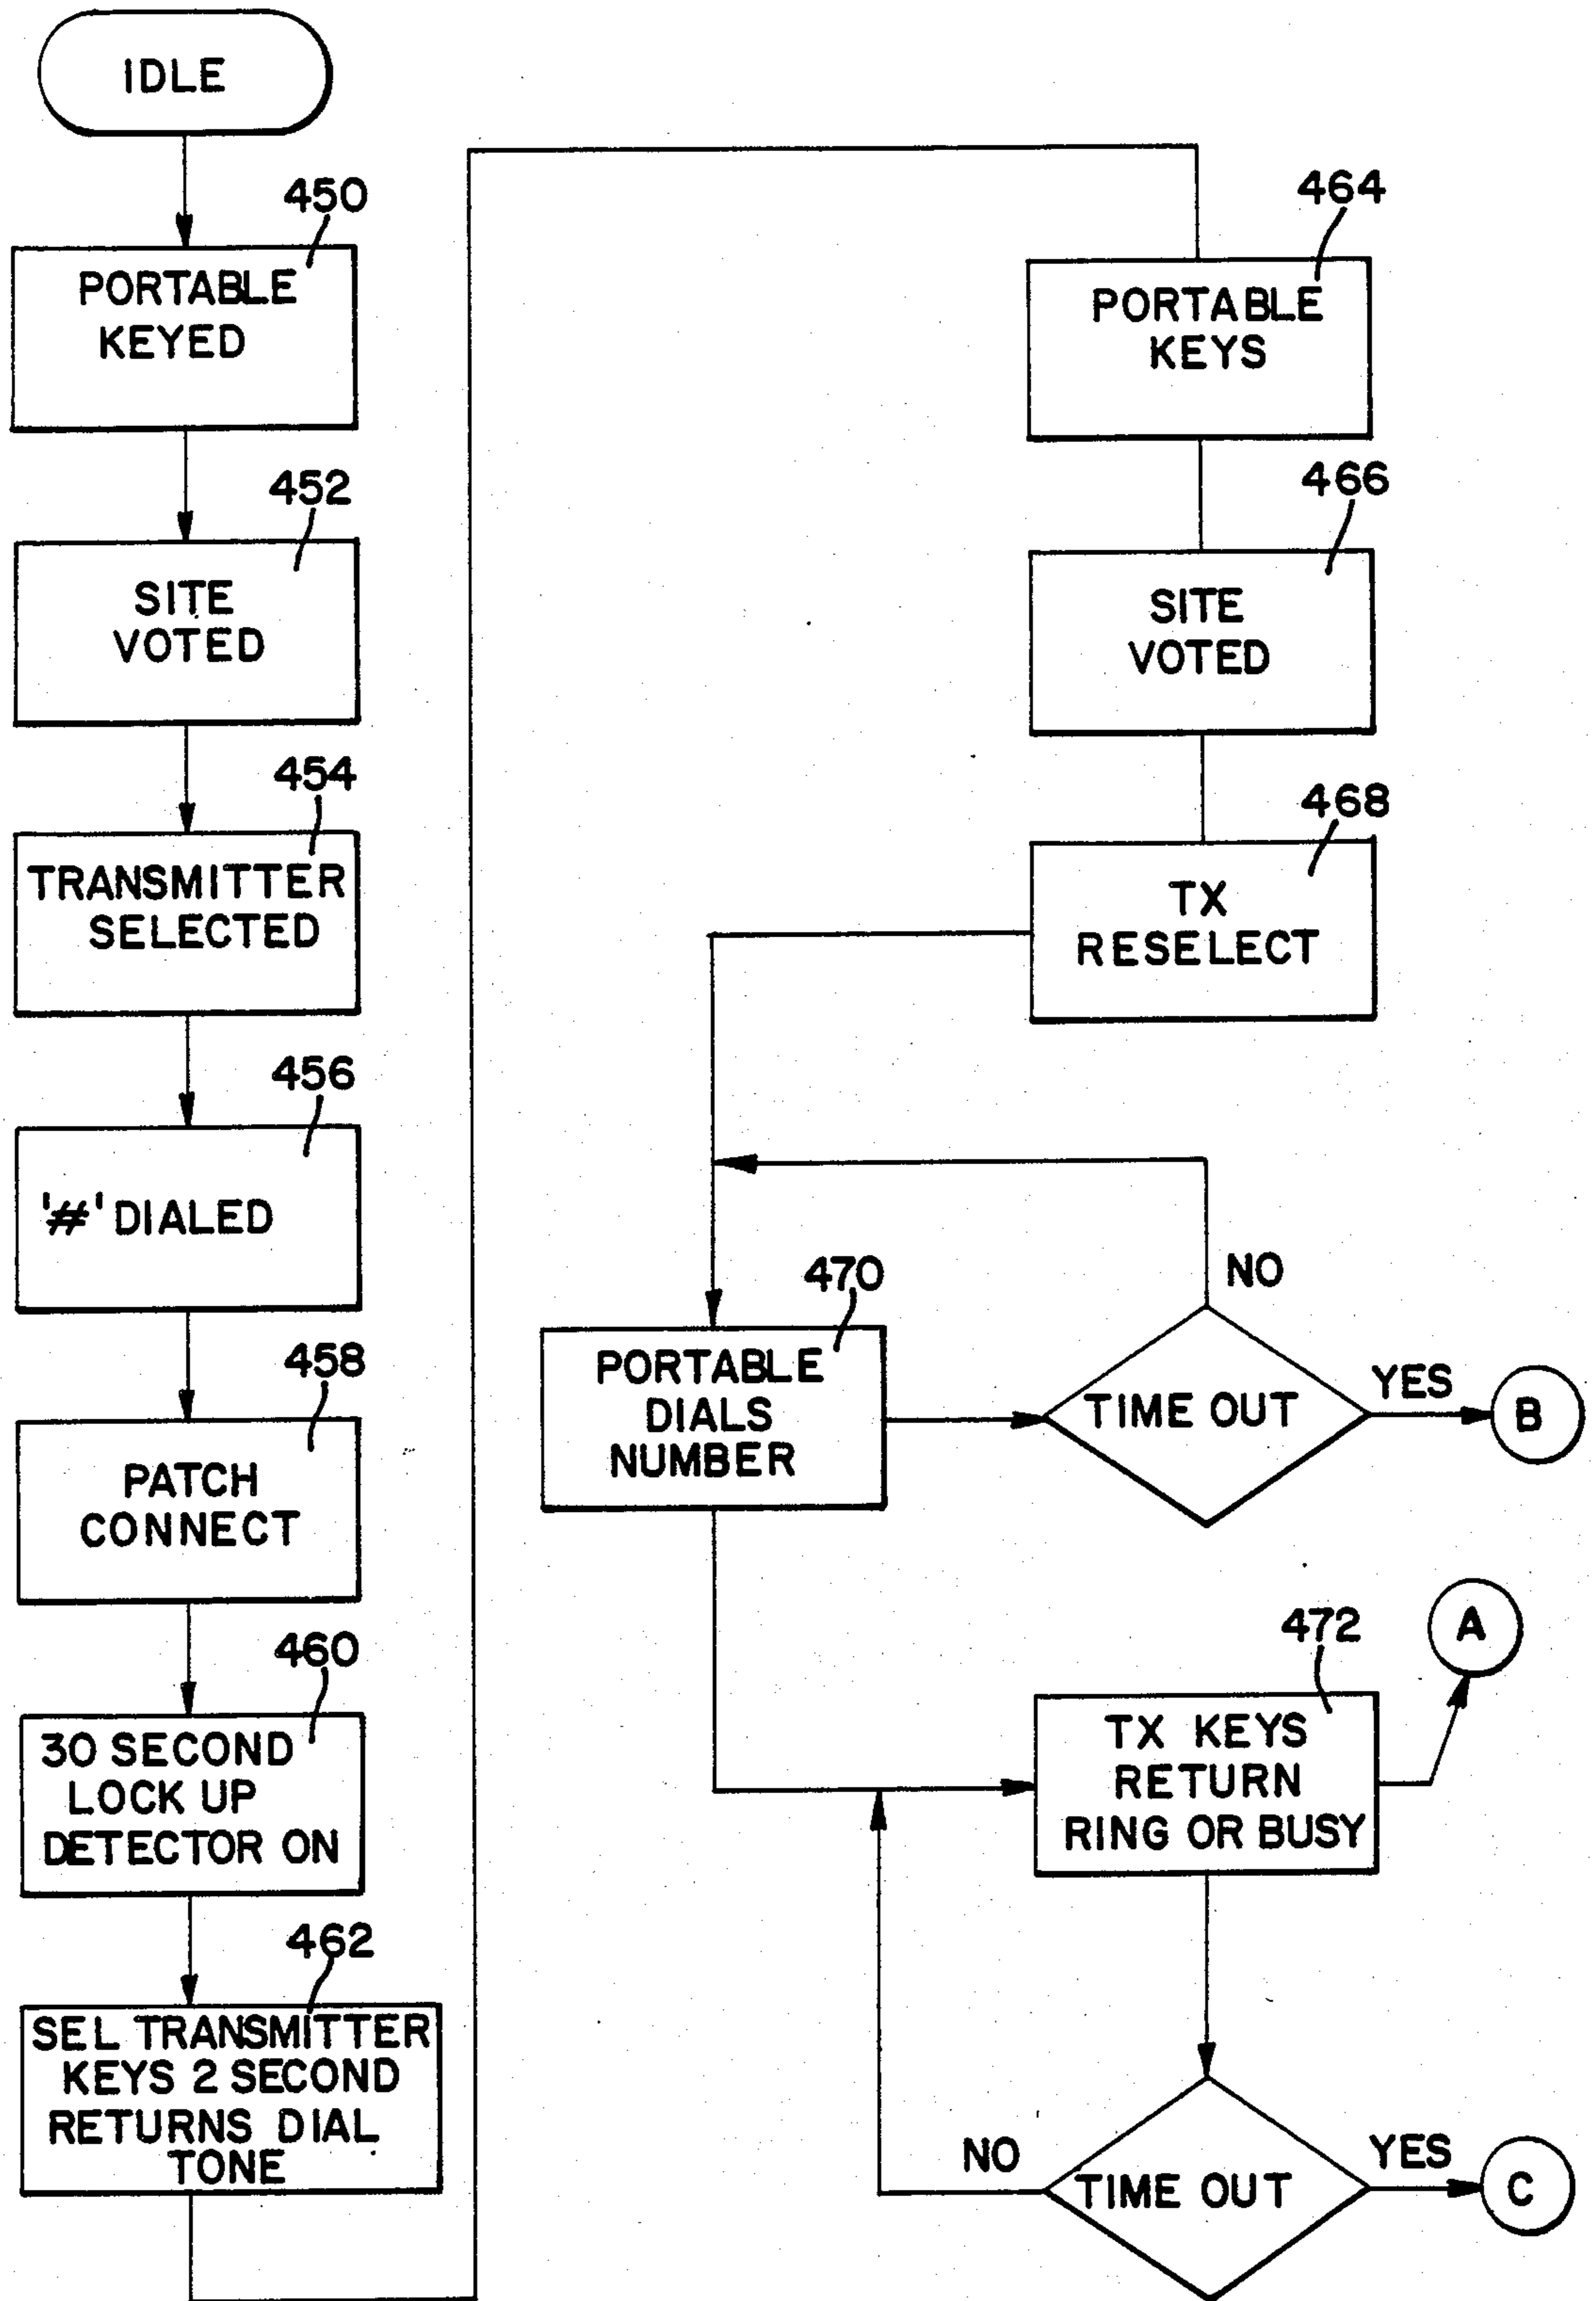 IDLE
450
PORTABLE
KEYED
452
SITE
VOTED
454
TRANSMITTER
SELECTED
456
'#' DIALED
458
PATCH
CONNECT
460
30 SECOND
LOCK UP
DETECTOR ON
462
SEL TRANSMITTER
KEYS 2 SECOND
RETURNS DIAL
TONE
464
PORTABLE
KEYS
466
SITE
VOTED
468
TX
RESELECT
470
PORTABLE
DIALS
NUMBER
NO
TIME OUT
YES
B
472
TX KEYS
RETURN
RING OR BUSY
A
NO
TIME OUT
YES
C